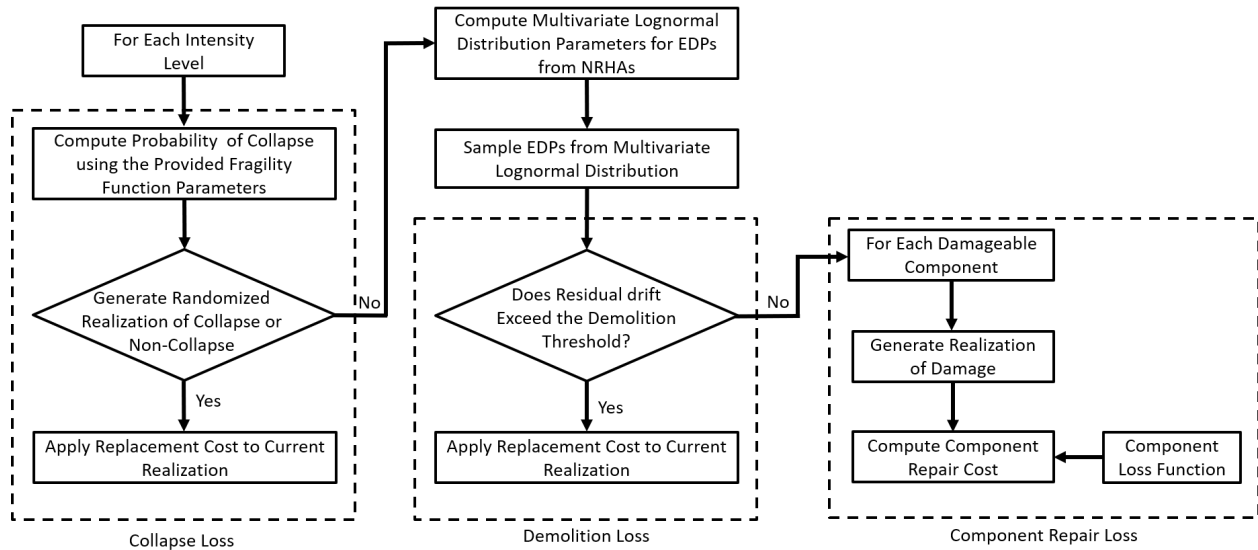 For Each Intensity
Level
Compute Probability of Collapse
using the Provided Fragility
Function Parameters
Generate Randomized
Realization of Collapse or
Non-Collapse
No
Yes
Apply Replacement Cost to Current
Realization
Collapse Loss
Compute Multivariate Lognormal
Distribution Parameters for EDPs
from NRHAs
Sample EDPs from Multivariate
Lognormal Distribution
Does Residual drift
Exceed the Demolition
Threshold?
No
Yes
Apply Replacement Cost to Current
Realization
Demolition Loss
For Each Damageable
Component
Generate Realization
of Damage
Compute Component
Repair Cost
Component
Loss Function
Component Repair Loss